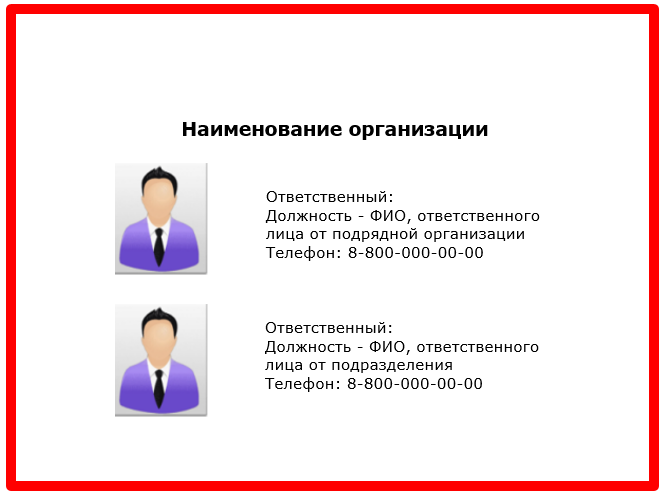 Наименование организации
Ответственный:
Должность - ФИО, ответственного
лица от подрядной организации
Телефон: 8-800-000-00-00
Ответственный:
Должность - ФИО, ответственного
лица от подразделения
Телефон: 8-800-000-00-00